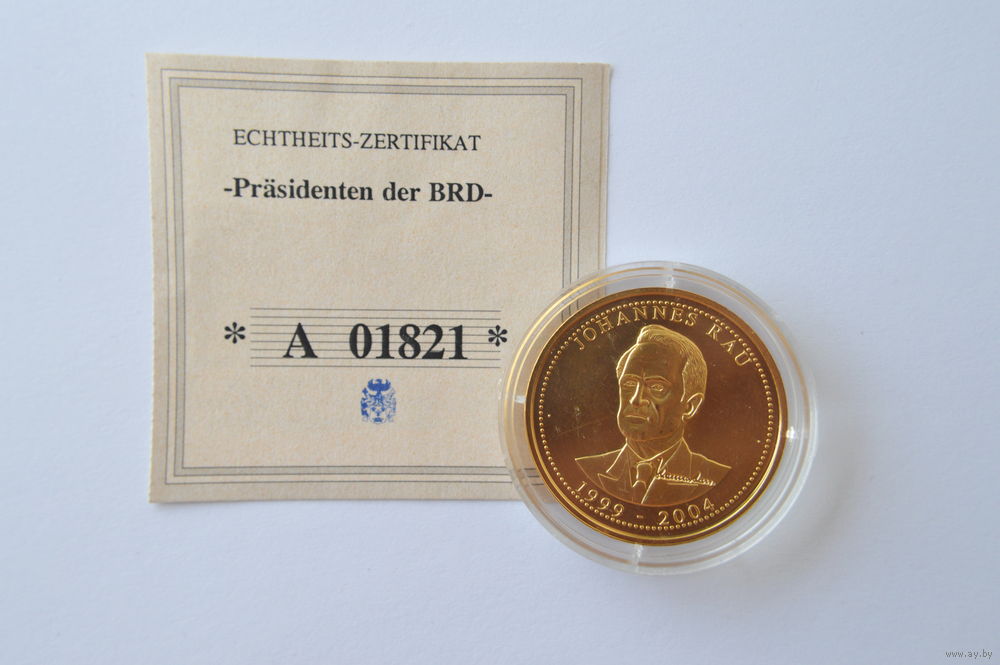 ECHTHEITS-ZERTIFIKAT
-Präsidenten der BRD-
* A 01821 *
JOHANNES RAU
1999 - 2004
www.ay.by